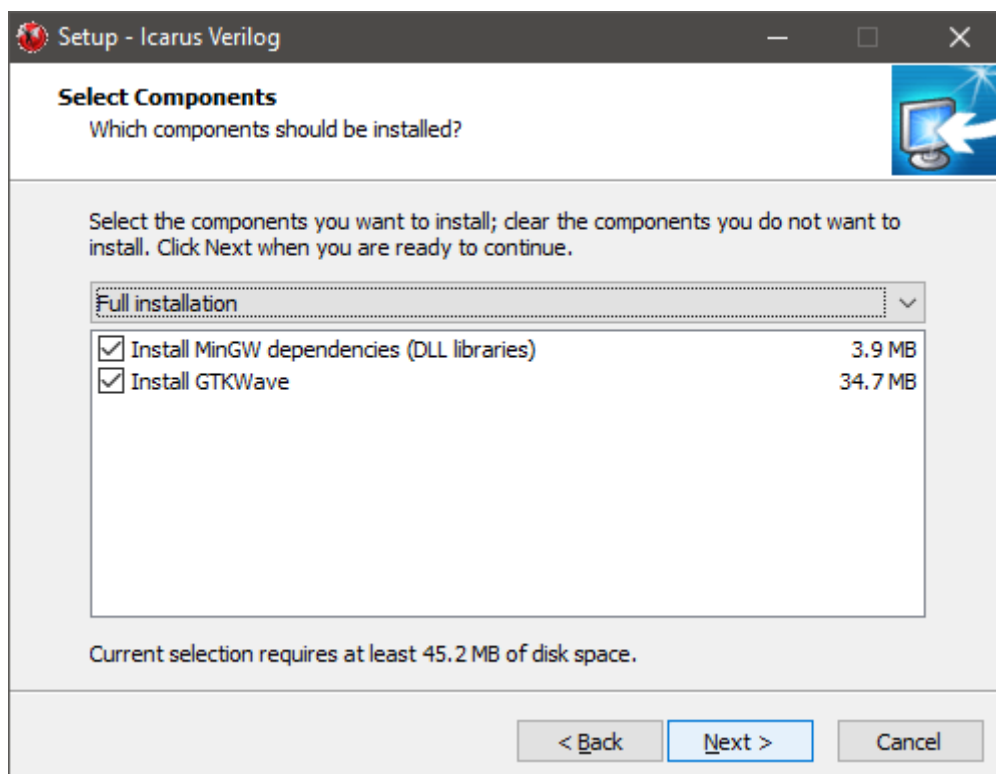 Setup - Icarus Verilog
Select Components
Which components should be installed?
Select the components you want to install; clear the components you do not want to
install. Click Next when you are ready to continue.
Full installation
Install MinGW dependencies (DLL libraries) 3.9 MB
Install GTKWave 34.7 MB
Current selection requires at least 45.2 MB of disk space.
< Back Next > Cancel